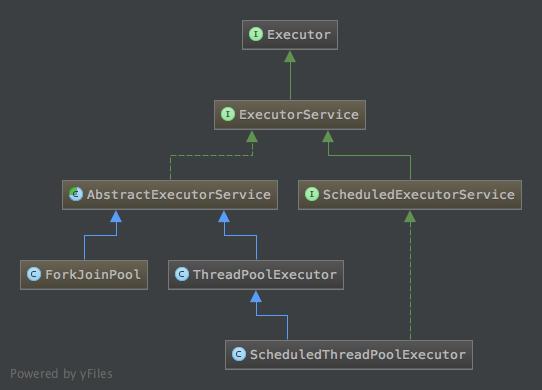 I Executor
I ExecutorService
C AbstractExecutorService
I ScheduledExecutorService
C ForkJoinPool
C ThreadPoolExecutor
C ScheduledThreadPoolExecutor
Powered by yFiles